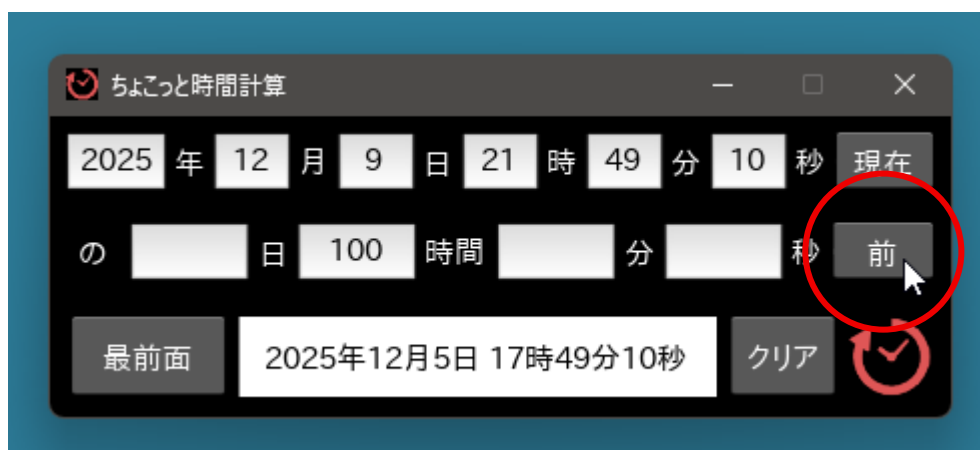 ちょこっと時間計算
2025 年 12 月 9 日 21 時 49 分 10 秒 現在
の 日 100 時間 分 秒 前
最前面 2025年12月5日 17時49分10秒 クリア